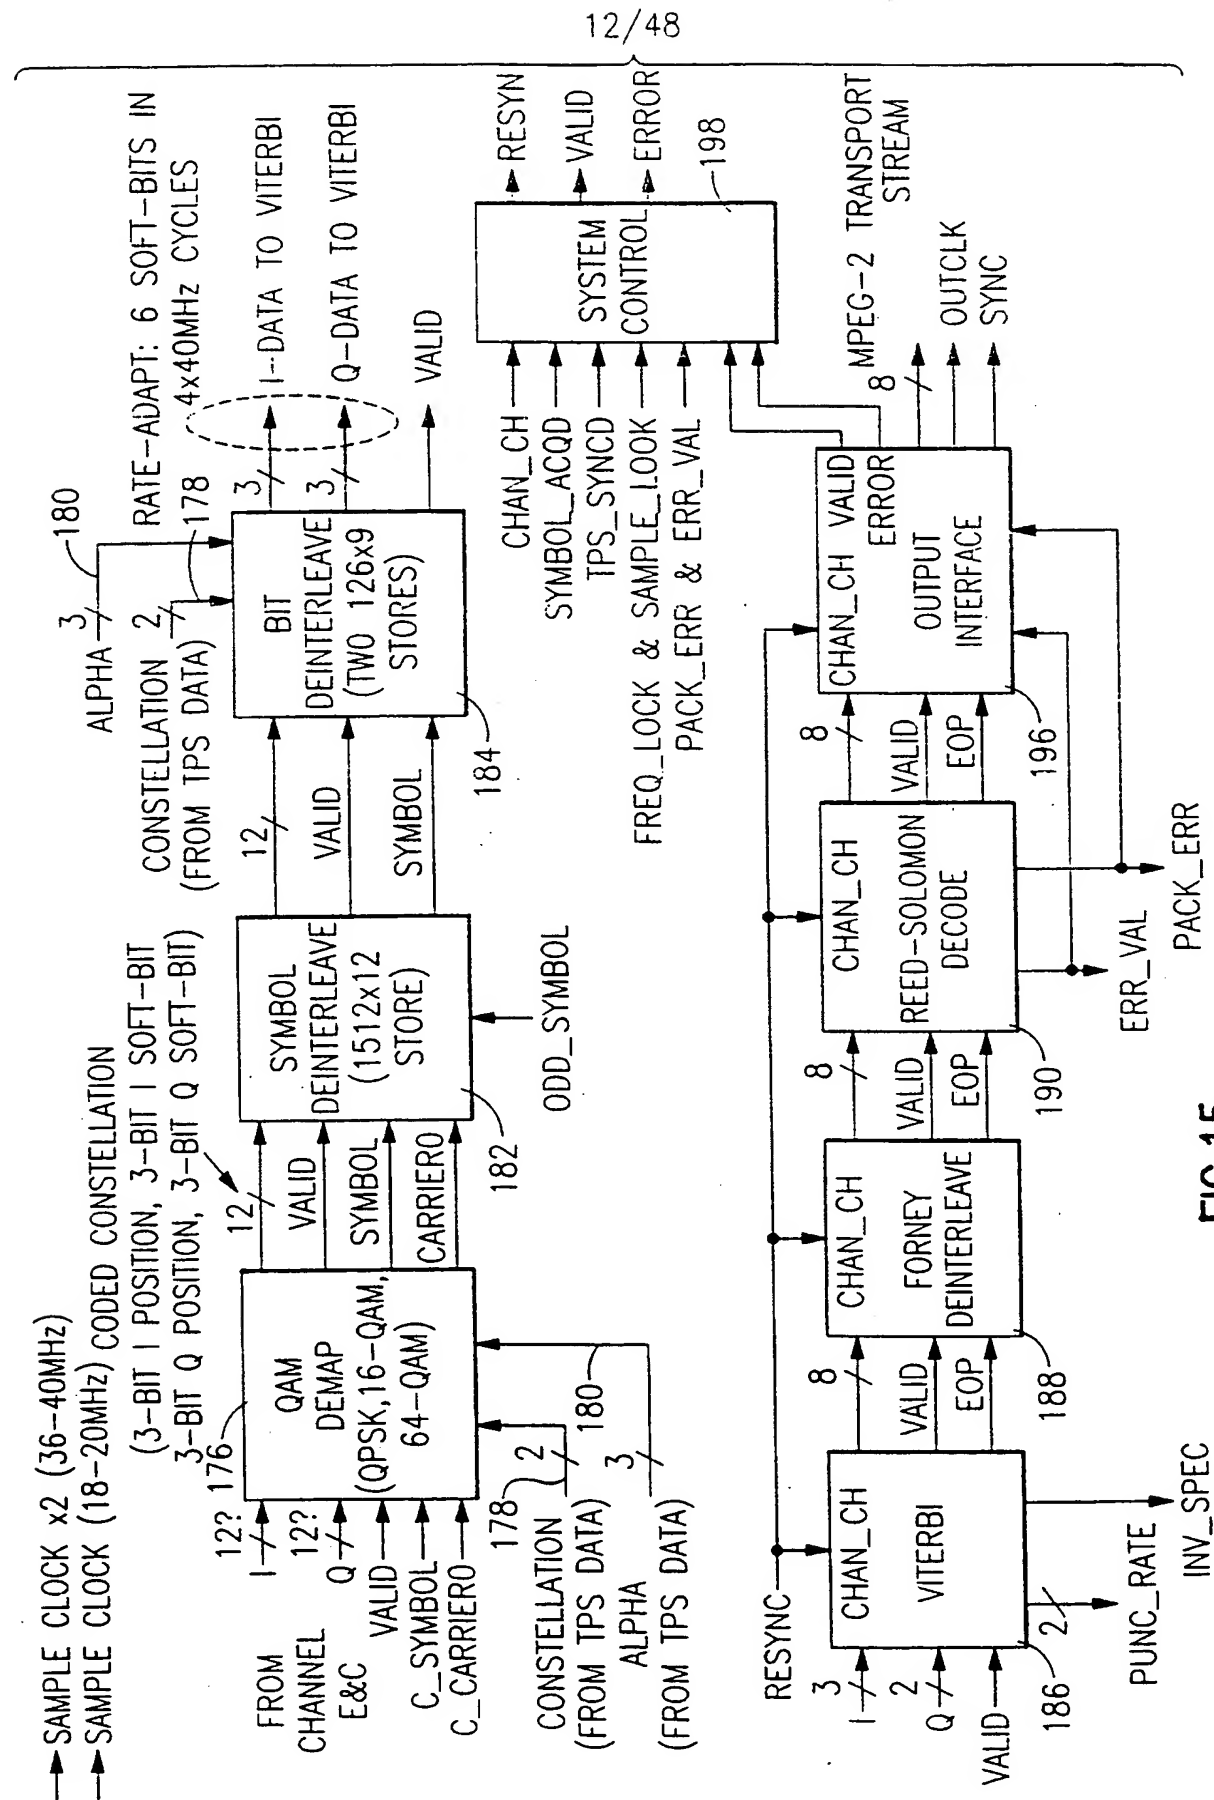 12/48
SAMPLE CLOCK x2 (36-40MHz)
SAMPLE CLOCK (18-20MHz)
CODED CONSTELLATION
(3-BIT I POSITION, 3-BIT I SOFT-BIT
3-BIT Q POSITION, 3-BIT Q SOFT-BIT)
FROM
CHANNEL
E&C
12?
I
12?
Q
VALID
C_SYMBOL
C_CARRIER0
176
QAM
DEMAP
(QPSK,16-QAM,
64-QAM)
178
2
CONSTELLATION
(FROM TPS DATA)
3
180
ALPHA
(FROM TPS DATA)
12
VALID
SYMBOL
CARRIER0
SYMBOL
DEINTERLEAVE
(1512x12
STORE)
182
ODD_SYMBOL
12
VALID
SYMBOL
ALPHA
3
180
CONSTELLATION
(FROM TPS DATA)
2
178
BIT
DEINTERLEAVE
(TWO 126x9
STORES)
184
RATE-ADAPT: 6 SOFT-BITS IN
4x40MHz CYCLES
3
I-DATA TO VITERBI
3
Q-DATA TO VITERBI
VALID
CHAN_CH
SYMBOL_ACQD
TPS_SYNCD
FREQ_LOCK & SAMPLE_LOOK
PACK_ERR & ERR_VAL
SYSTEM
CONTROL
198
RESYN
VALID
ERROR
RESYNC
3
I
2
Q
VALID
CHAN_CH
VITERBI
186
2
PUNC_RATE
INV_SPEC
8
VALID
EOP
CHAN_CH
FORNEY
DEINTERLEAVE
188
8
VALID
EOP
CHAN_CH
REED-SOLOMON
DECODE
190
ERR_VAL
PACK_ERR
8
VALID
EOP
CHAN_CH VALID
ERROR
OUTPUT
INTERFACE
196
8
MPEG-2 TRANSPORT
STREAM
OUTCLK
SYNC